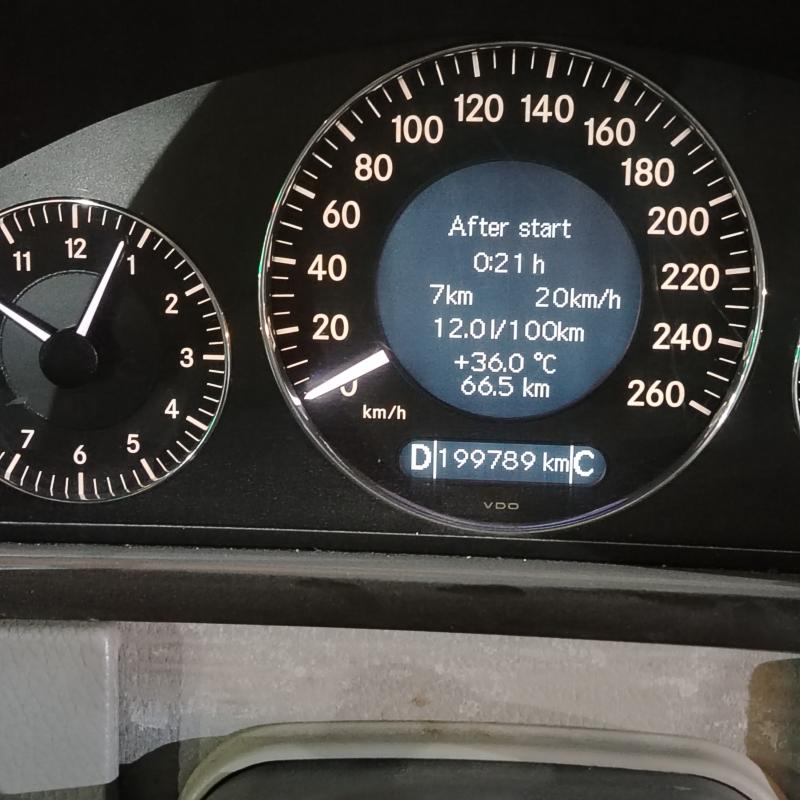 120 140
100 160
80 180
60 200
40 220
20 240
0 260
km/h
After start
0:21 h
7km 20km/h
12.0l/100km
+36.0 °C
66.5 km
D 199789 km C
VDO
11 12 1
2
3
4
7 6 5